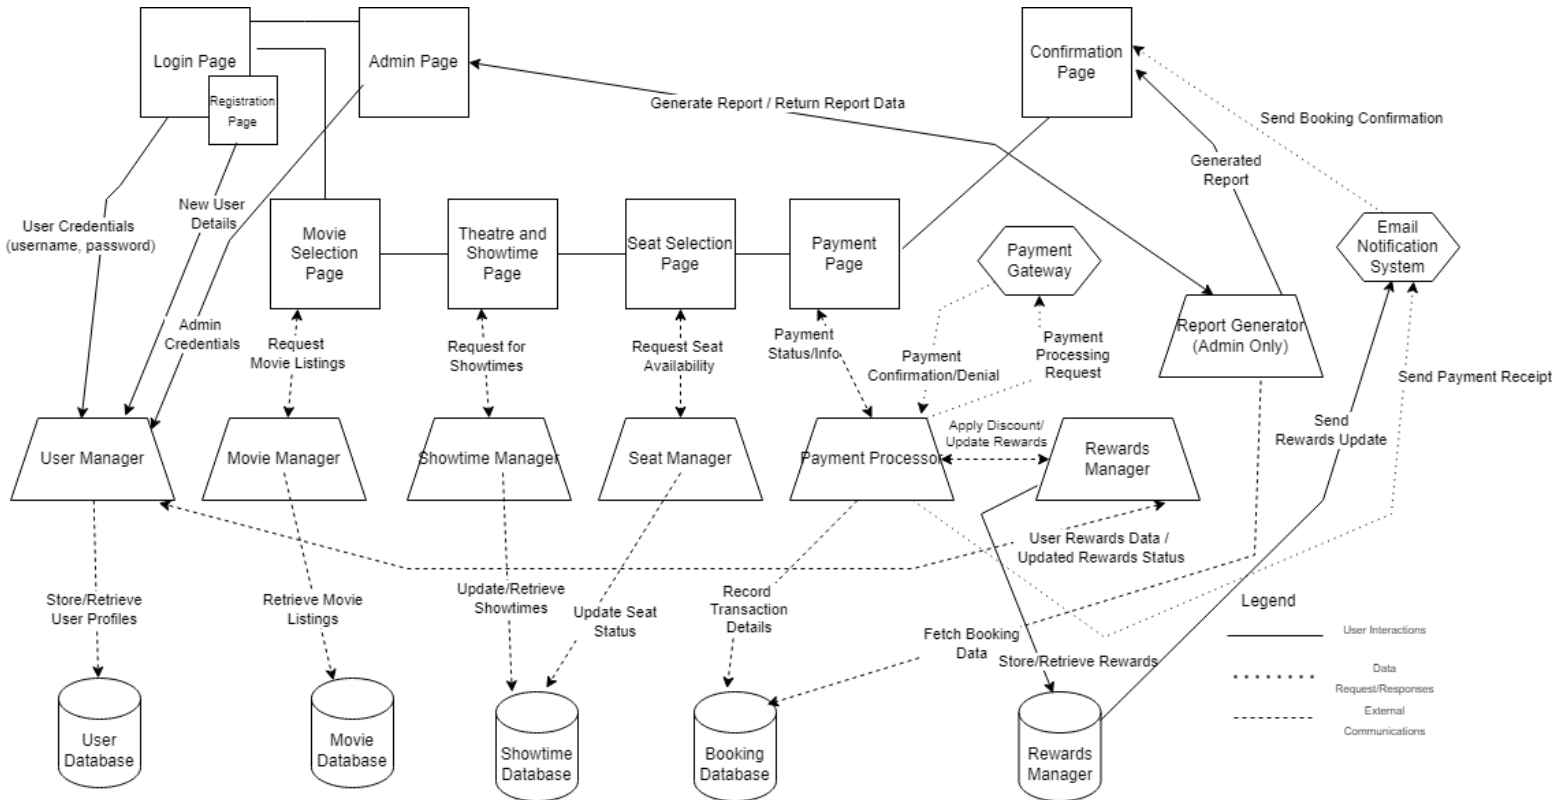 Login Page
Admin Page
Confirmation
Page
Registration
Page
Generate Report / Return Report Data
Send Booking Confirmation
Generated
Report
User Credentials
(username, password)
New User
Details
Movie
Selection
Page
Theatre and
Showtime
Page
Seat Selection
Page
Payment
Page
Payment
Gateway
Email
Notification
System
Admin
Credentials
Request
Movie Listings
Request for
Showtimes
Request Seat
Availability
Payment
Status/Info
Payment
Confirmation/Denial
Payment
Processing
Request
Report Generator
(Admin Only)
Send Payment Receipt
Send
Rewards Update
User Manager
Movie Manager
Showtime Manager
Seat Manager
Payment Processor
Apply Discount/
Update Rewards
Rewards
Manager
User Rewards Data /
Updated Rewards Status
Store/Retrieve
User Profiles
Retrieve Movie
Listings
Update/Retrieve
Showtimes
Update Seat
Status
Record
Transaction
Details
Fetch Booking
Data
Store/Retrieve Rewards
Legend
User Interactions
Data
Request/Responses
External
Communications
User
Database
Movie
Database
Showtime
Database
Booking
Database
Rewards
Manager